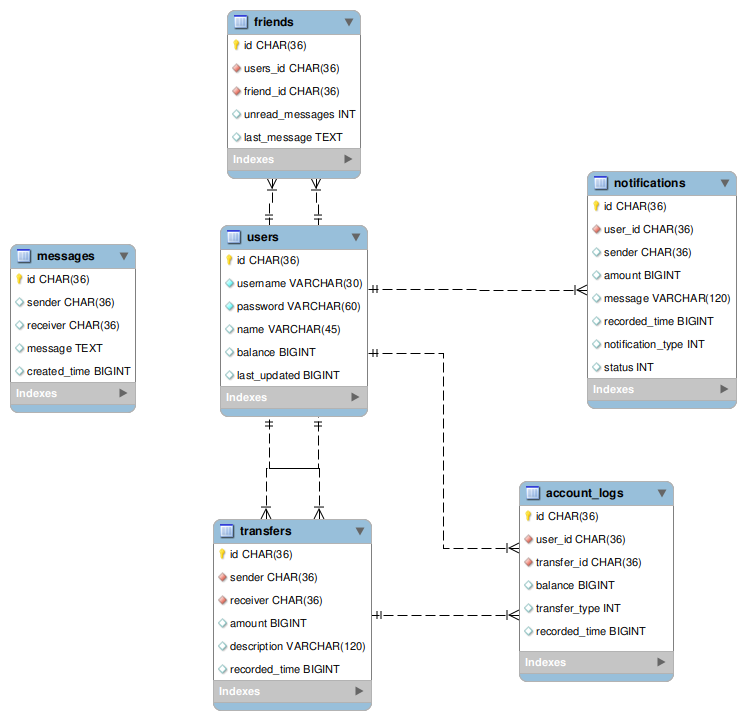 friends
id CHAR(36)
users_id CHAR(36)
friend_id CHAR(36)
unread_messages INT
last_message TEXT
Indexes
notifications
id CHAR(36)
user_id CHAR(36)
sender CHAR(36)
amount BIGINT
message VARCHAR(120)
recorded_time BIGINT
notification_type INT
status INT
Indexes
users
id CHAR(36)
username VARCHAR(30)
password VARCHAR(60)
name VARCHAR(45)
balance BIGINT
last_updated BIGINT
Indexes
messages
id CHAR(36)
sender CHAR(36)
receiver CHAR(36)
message TEXT
created_time BIGINT
Indexes
account_logs
id CHAR(36)
user_id CHAR(36)
transfer_id CHAR(36)
balance BIGINT
transfer_type INT
recorded_time BIGINT
Indexes
transfers
id CHAR(36)
sender CHAR(36)
receiver CHAR(36)
amount BIGINT
description VARCHAR(120)
recorded_time BIGINT
Indexes